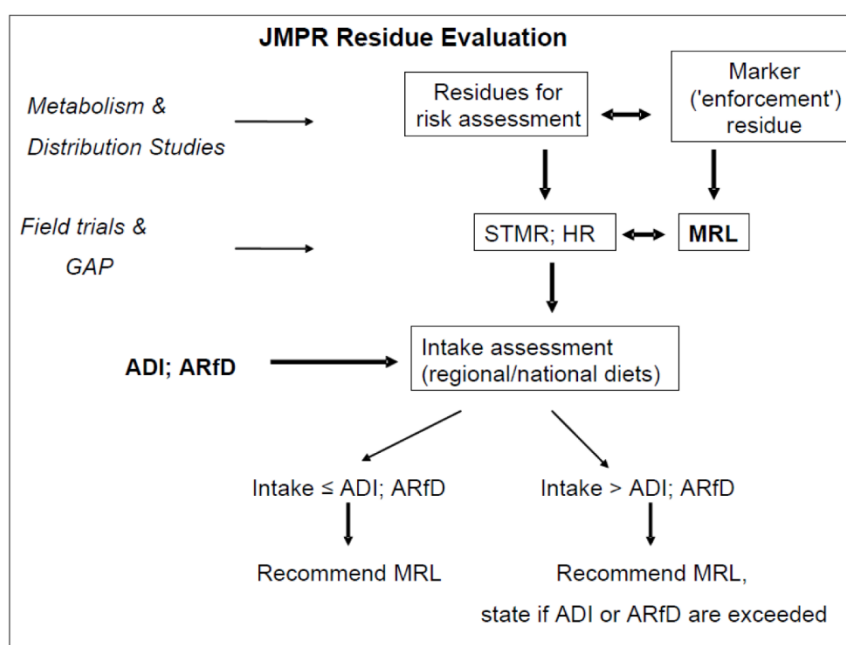 JMPR Residue Evaluation
Metabolism &
Distribution Studies
Residues for
risk assessment
Marker
('enforcement')
residue
Field trials &
GAP
STMR; HR
MRL
ADI; ARfD
Intake assessment
(regional/national diets)
Intake ≤ ADI; ARfD
Intake > ADI; ARfD
Recommend MRL
Recommend MRL,
state if ADI or ARfD are exceeded